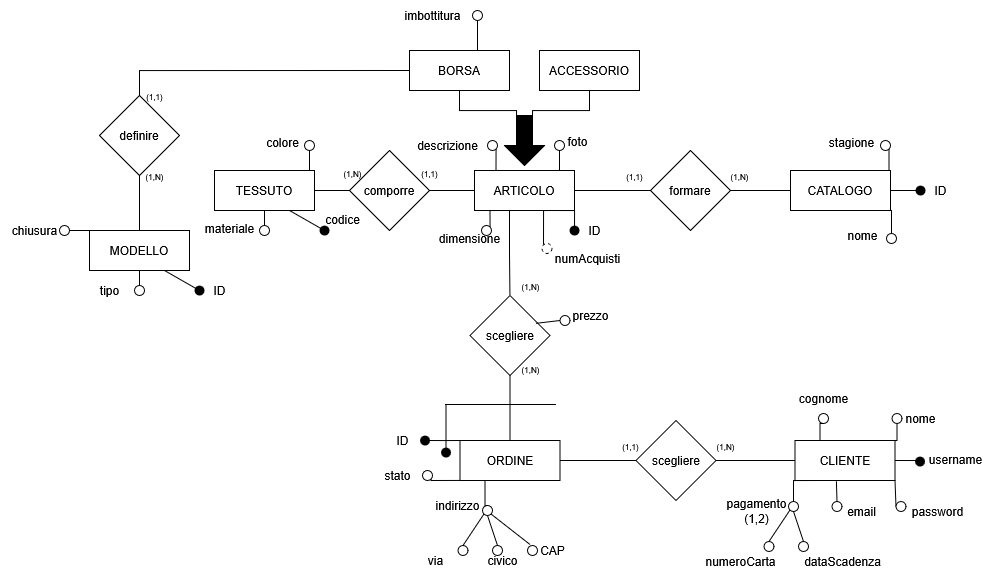 imbottitura
BORSA
ACCESSORIO
(1,1)
definire
(1,N)
colore
descrizione
foto
stagione
TESSUTO
(1,N)
comporre
(1,1)
ARTICOLO
(1,1)
formare
(1,N)
CATALOGO
ID
materiale
codice
dimensione
ID
nome
numAcquisti
chiusura
MODELLO
tipo
ID
(1,N)
scegliere
prezzo
(1,N)
cognome
nome
ID
ORDINE
(1,1)
scegliere
(1,N)
CLIENTE
username
stato
indirizzo
pagamento
(1,2)
email
password
via
civico
CAP
numeroCarta
dataScadenza